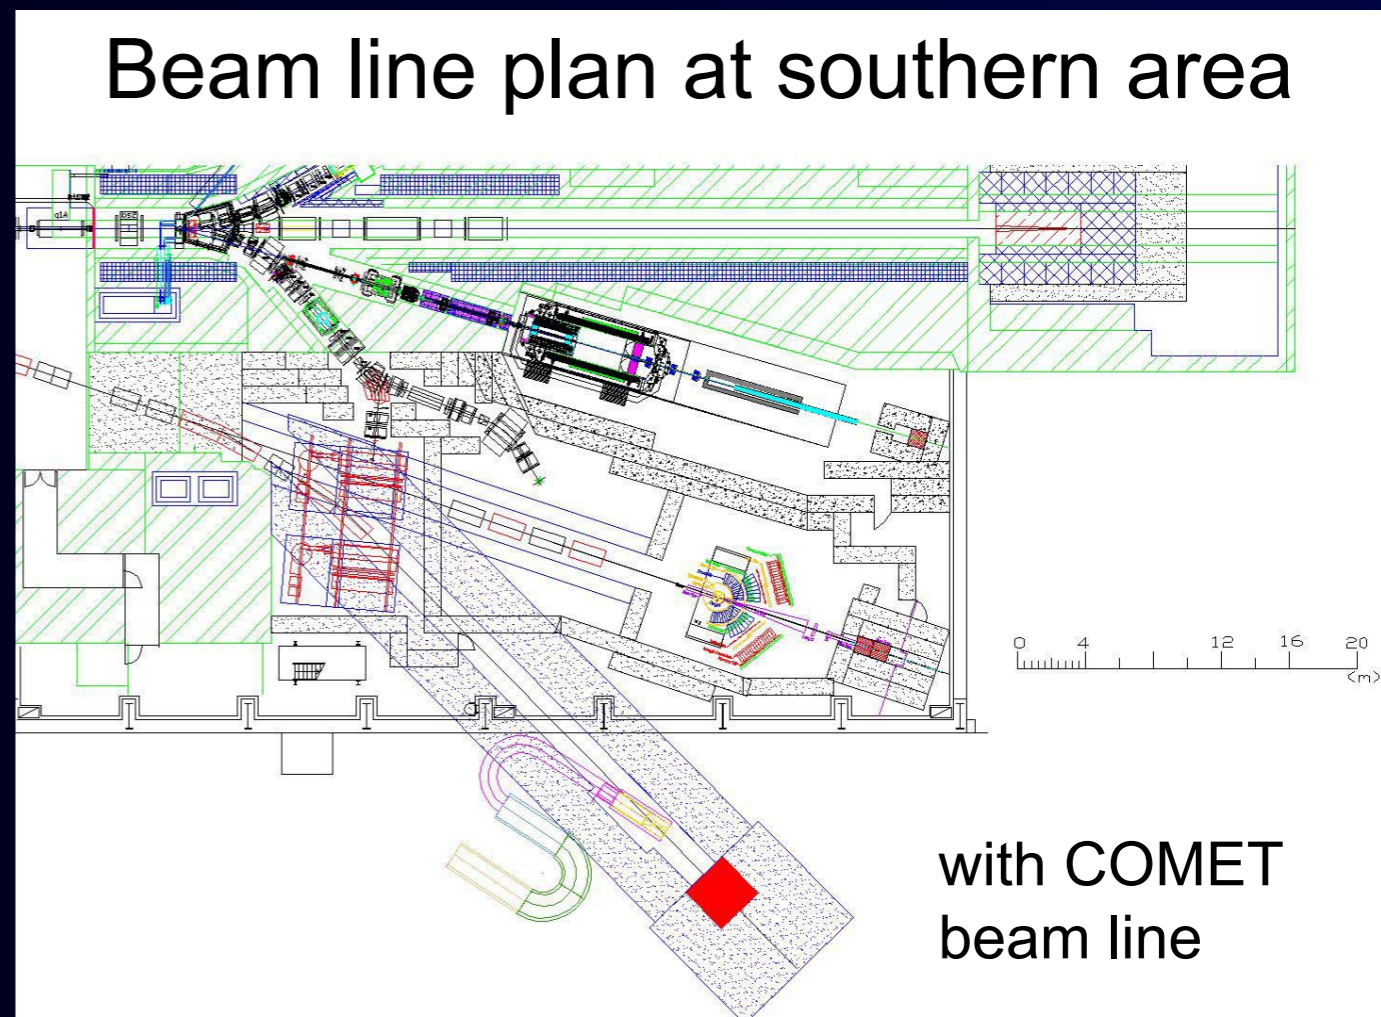 Beam line plan at southern area
q1A
0 4 12 16 20
(m)
with COMET
beam line